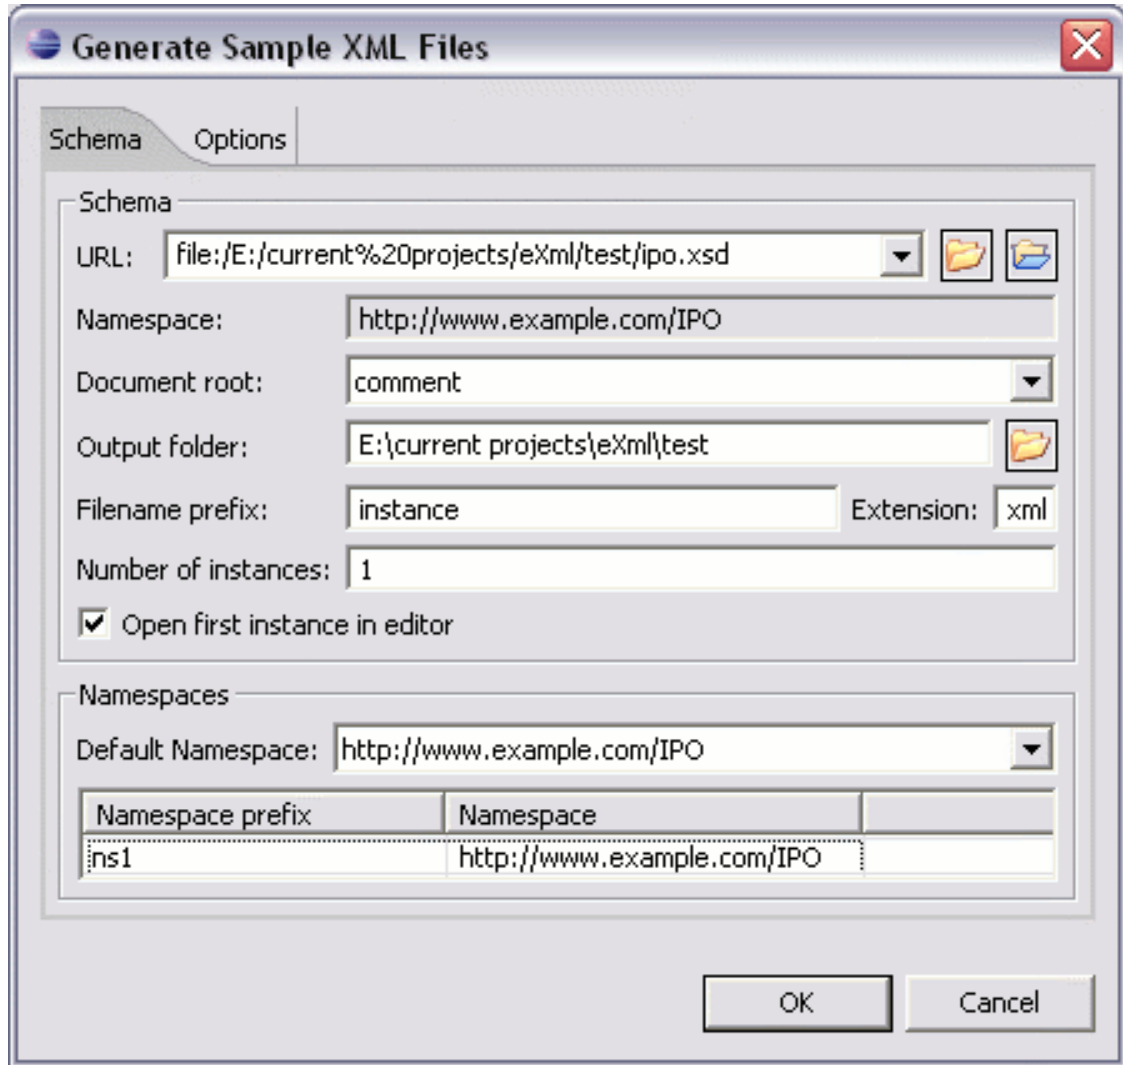 Generate Sample XML Files
Schema Options
Schema
URL: file:/E:/current%20projects/eXml/test/ipo.xsd
Namespace: http://www.example.com/IPO
Document root: comment
Output folder: E:\current projects\eXml\test
Filename prefix: instance Extension: xml
Number of instances: 1
Open first instance in editor
Namespaces
Default Namespace: http://www.example.com/IPO
Namespace prefix Namespace
ns1 http://www.example.com/IPO
OK Cancel